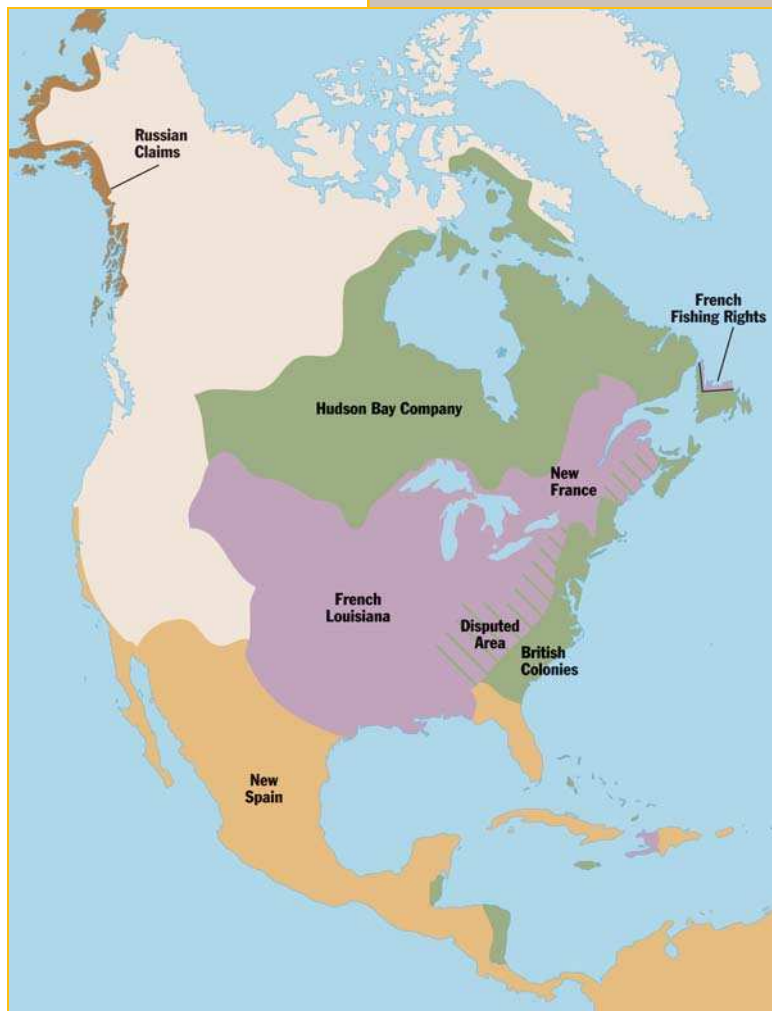 Russian
Claims
French
Fishing Rights
Hudson Bay Company
New
France
French
Louisiana
Disputed
Area
British
Colonies
New
Spain